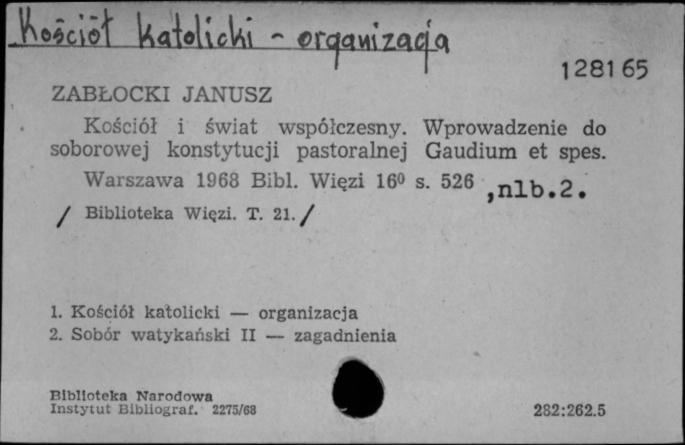 Kościół katolicki - organizacja
128165
ZABŁOCKI JANUSZ
Kościół i świat współczesny. Wprowadzenie do
soborowej konstytucji pastoralnej Gaudium et spes.
Warszawa 1968 Bibl. Więzi 16⁰ s. 526 ,nlb.2.
/ Biblioteka Więzi. T. 21. /
1. Kościół katolicki — organizacja
2. Sobór watykański II — zagadnienia
Biblioteka Narodowa
Instytut Bibliograf. 2275/68
282:262.5